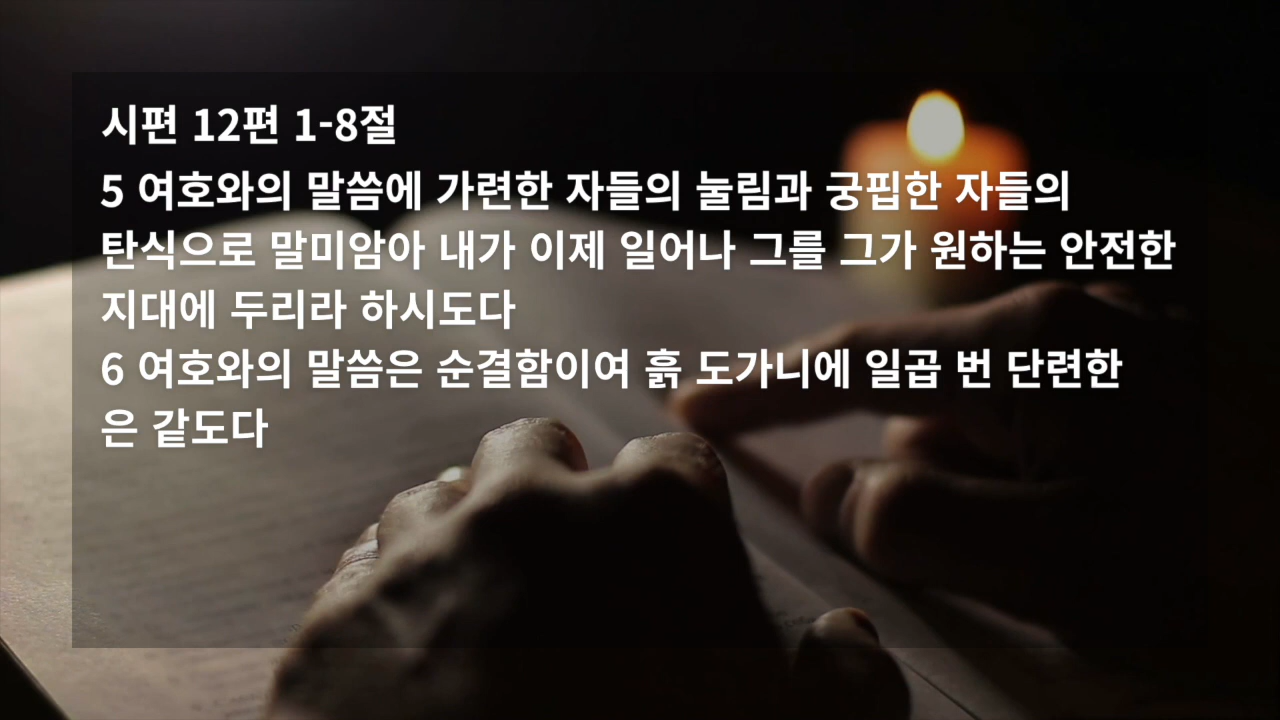 시편 12편 1-8절
5 여호와의 말씀에 가련한 자들의 눌림과 궁핍한 자들의
탄식으로 말미암아 내가 이제 일어나 그를 그가 원하는 안전한
지대에 두리라 하시도다
6 여호와의 말씀은 순결함이여 흙 도가니에 일곱 번 단련한
은 같도다